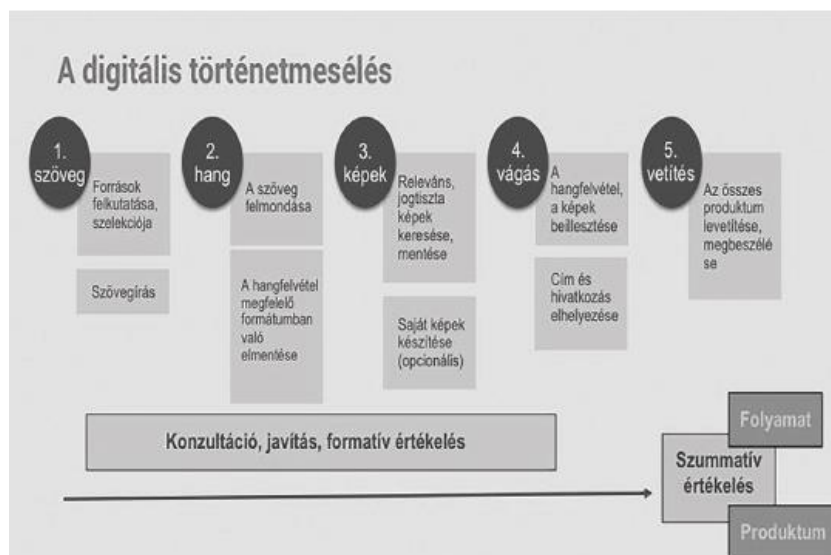 A digitális történetmesélés
1.
szöveg
Források
felkutatása,
szelekciója
Szövegírás
2.
hang
A szöveg
felmondása
A hangfelvétel
megfelelő
formátumban
való
elmentése
3.
képek
Releváns,
jogtiszta
képek
keresése,
mentése
Saját képek
készítése
(opcionális)
4.
vágás
A
hangfelvétel,
a képek
beillesztése
Cím és
hivatkozás
elhelyezése
5.
vetítés
Az összes
produktum
levetítése,
megbeszélé
se
Konzultáció, javítás, formatív értékelés
Folyamat
Szummatív
értékelés
Produktum